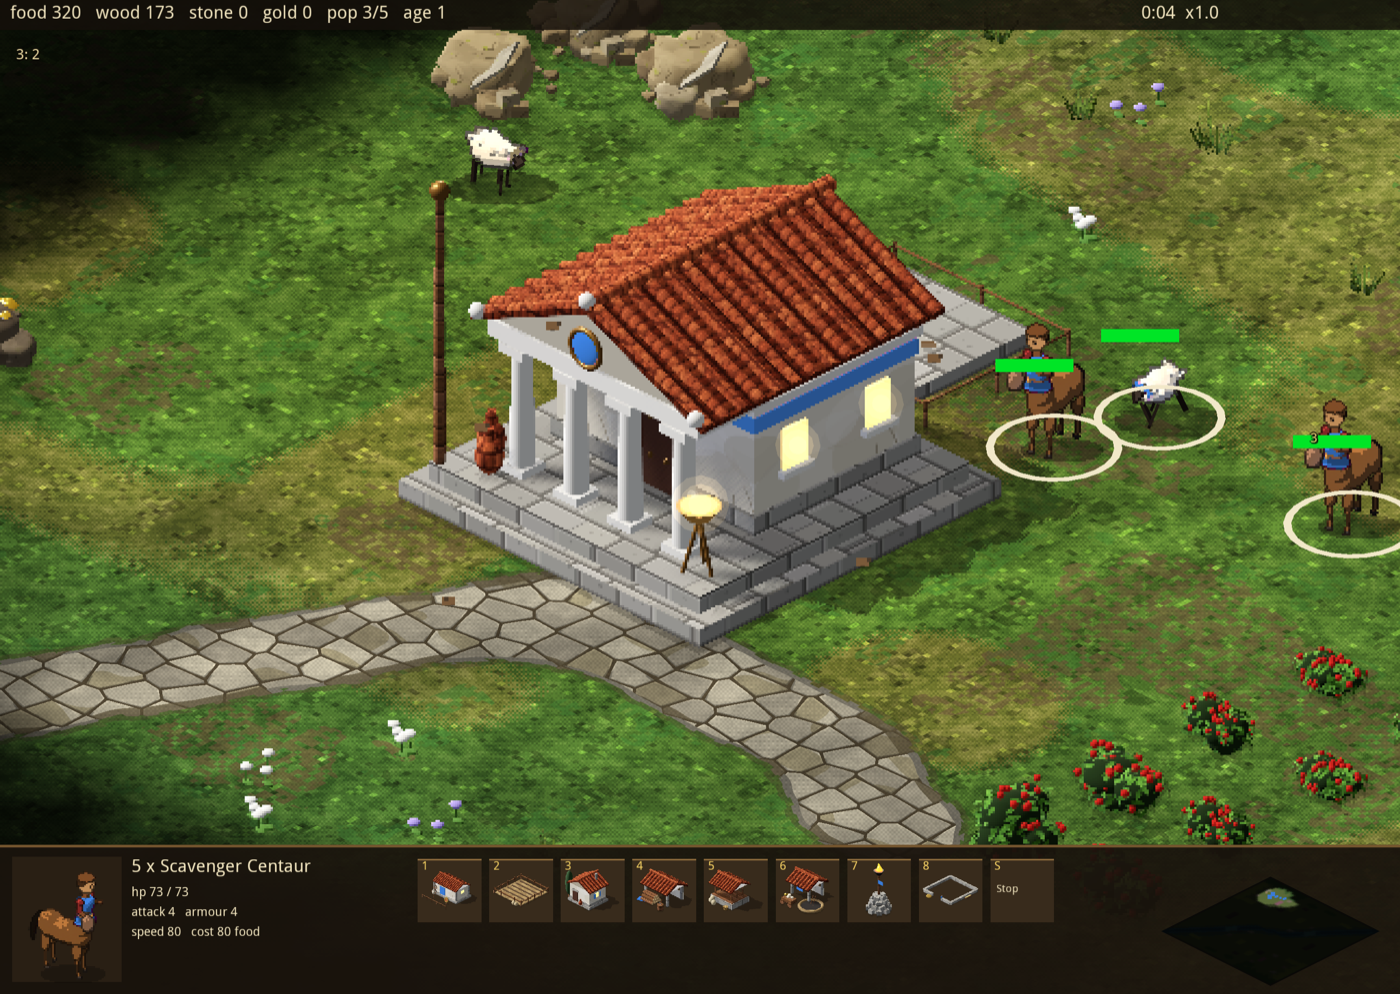 food 320 wood 173 stone 0 gold 0 pop 3/5 age 1
0:04 x1.0
3: 2
3
5 x Scavenger Centaur
hp 73 / 73
attack 4 armour 4
speed 80 cost 80 food
1 2 3 4 5 6 7 8 S
Stop